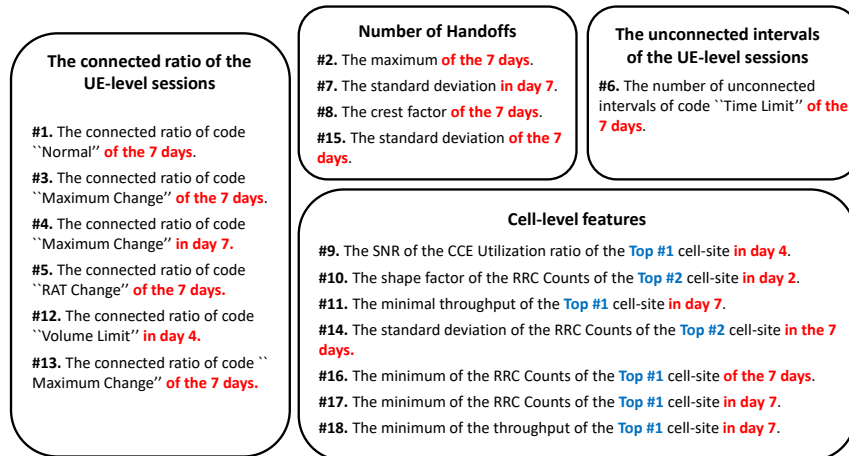 The connected ratio of the
UE-level sessions
#1. The connected ratio of code
``Normal'' of the 7 days.
#3. The connected ratio of code
``Maximum Change'' of the 7 days.
#4. The connected ratio of code
``Maximum Change'' in day 7.
#5. The connected ratio of code
``RAT Change'' of the 7 days.
#12. The connected ratio of code
``Volume Limit'' in day 4.
#13. The connected ratio of code ``
Maximum Change'' of the 7 days.
Number of Handoffs
#2. The maximum of the 7 days.
#7. The standard deviation in day 7.
#8. The crest factor of the 7 days.
#15. The standard deviation of the 7
days.
The unconnected intervals
of the UE-level sessions
#6. The number of unconnected
intervals of code ``Time Limit'' of the
7 days.
Cell-level features
#9. The SNR of the CCE Utilization ratio of the Top #1 cell-site in day 4.
#10. The shape factor of the RRC Counts of the Top #2 cell-site in day 2.
#11. The minimal throughput of the Top #1 cell-site in day 7.
#14. The standard deviation of the RRC Counts of the Top #2 cell-site in the 7
days.
#16. The minimum of the RRC Counts of the Top #1 cell-site of the 7 days.
#17. The minimum of the RRC Counts of the Top #1 cell-site in day 7.
#18. The minimum of the throughput of the Top #1 cell-site in day 7.